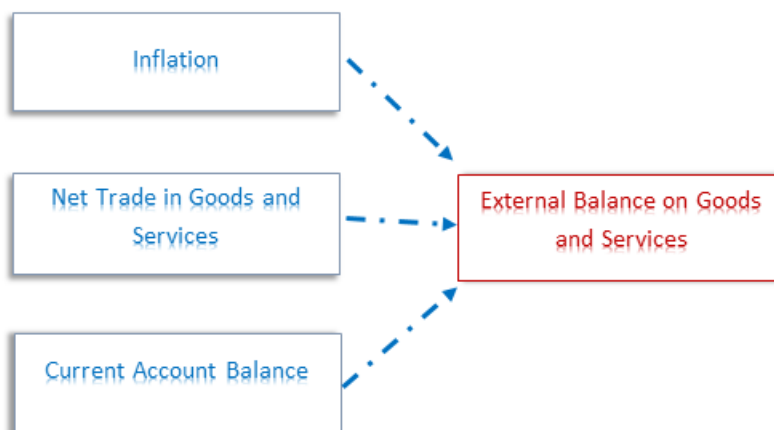 Inflation
Net Trade in Goods and
Services
External Balance on Goods
and Services
Current Account Balance